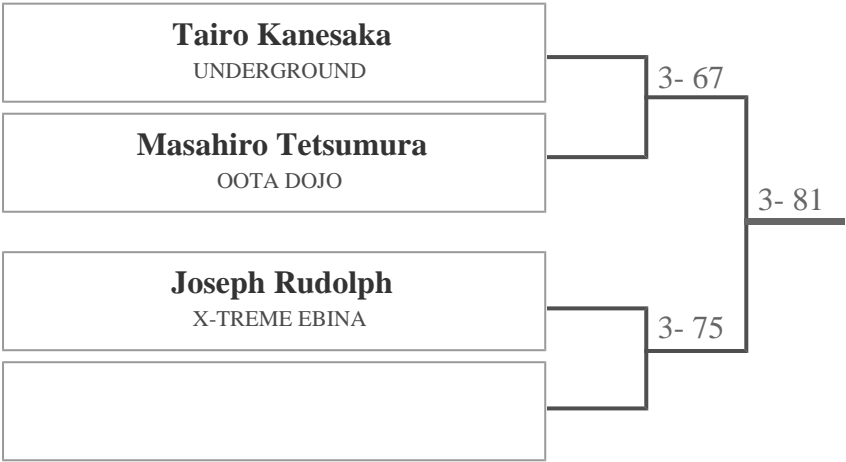 Tairo Kanesaka
UNDERGROUND
3- 67
Masahiro Tetsumura
OOTA DOJO
3- 81
Joseph Rudolph
X-TREME EBINA
3- 75